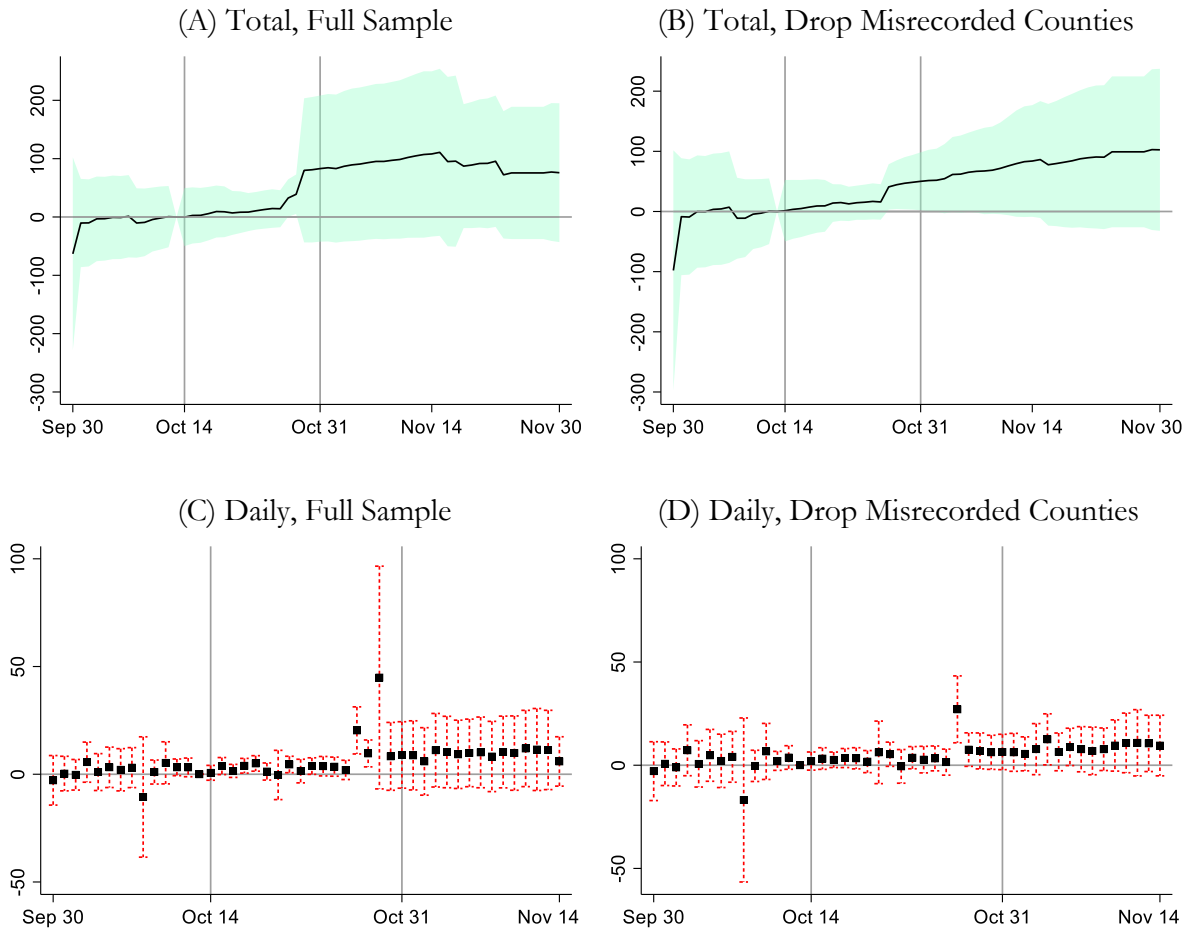 (A) Total, Full Sample
200
100
0
-100
-200
-300
Sep 30 Oct 14 Oct 31 Nov 14 Nov 30
(B) Total, Drop Misrecorded Counties
200
100
0
-100
-200
-300
Sep 30 Oct 14 Oct 31 Nov 14 Nov 30
(C) Daily, Full Sample
100
50
0
-50
Sep 30 Oct 14 Oct 31 Nov 14
(D) Daily, Drop Misrecorded Counties
100
50
0
-50
Sep 30 Oct 14 Oct 31 Nov 14